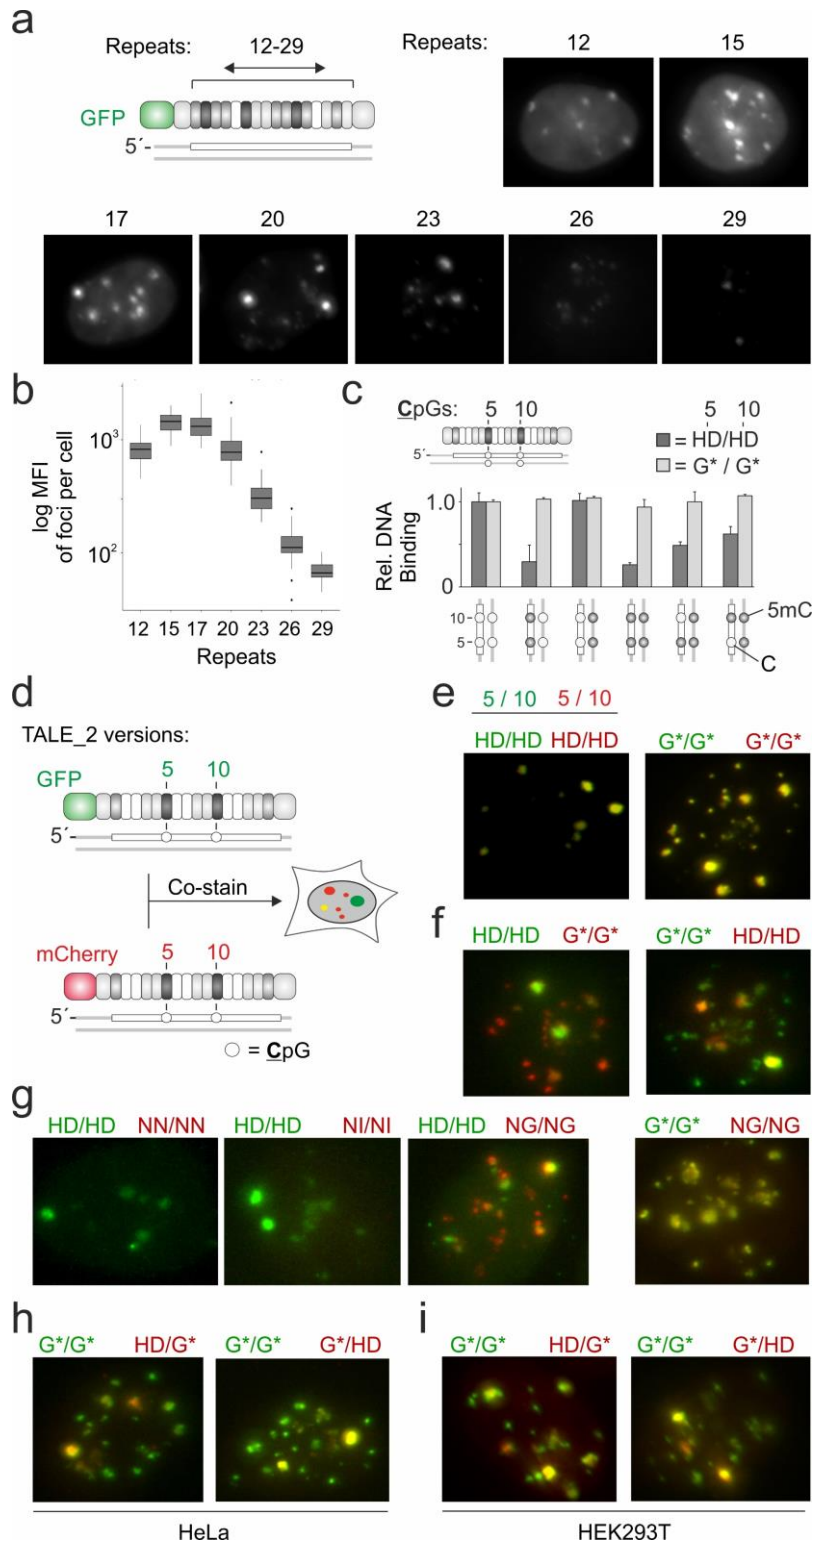 a
Repeats: 12-29
Repeats: 12 15
GFP
5´-
17 20 23 26 29
b
log MFI
of foci per cell
10³
10²
12 15 17 20 23 26 29
Repeats
c
CpGs: 5 10
5 10
= HD/HD
= G* / G*
5´-
Rel. DNA
Binding
1.0
0
10
5
5mC
C
d
TALE_2 versions:
GFP
5 10
5´-
Co-stain
mCherry
5 10
5´-
= CpG
e
5 / 10 5 / 10
HD/HD HD/HD G*/G* G*/G*
f
HD/HD G*/G* G*/G* HD/HD
g
HD/HD NN/NN HD/HD NI/NI HD/HD NG/NG G*/G* NG/NG
h
G*/G* HD/G* G*/G* G*/HD
HeLa
i
G*/G* HD/G* G*/G* G*/HD
HEK293T